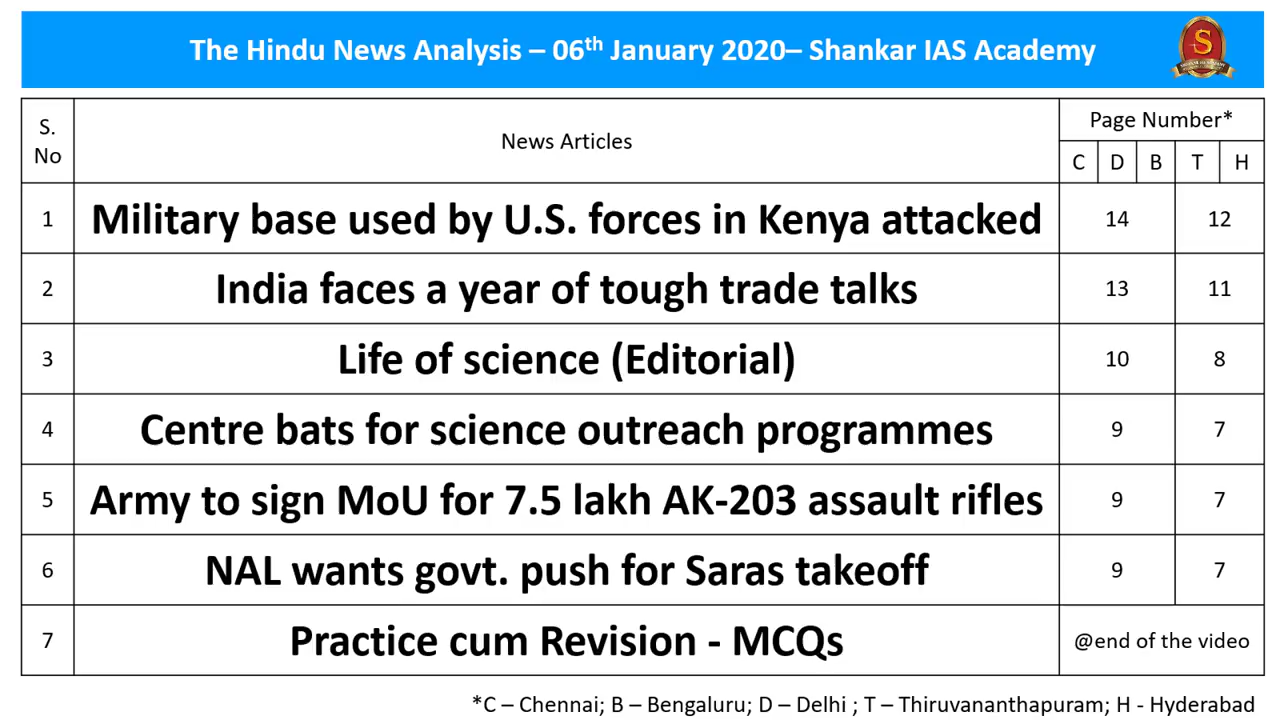 The Hindu News Analysis – 06th January 2020– Shankar IAS Academy
S
S. No
News Articles
Page Number*
C D B T H
1 Military base used by U.S. forces in Kenya attacked 14 12
2 India faces a year of tough trade talks 13 11
3 Life of science (Editorial) 10 8
4 Centre bats for science outreach programmes 9 7
5 Army to sign MoU for 7.5 lakh AK-203 assault rifles 9 7
6 NAL wants govt. push for Saras takeoff 9 7
7 Practice cum Revision - MCQs @end of the video
*C – Chennai; B – Bengaluru; D – Delhi ; T – Thiruvananthapuram; H - Hyderabad